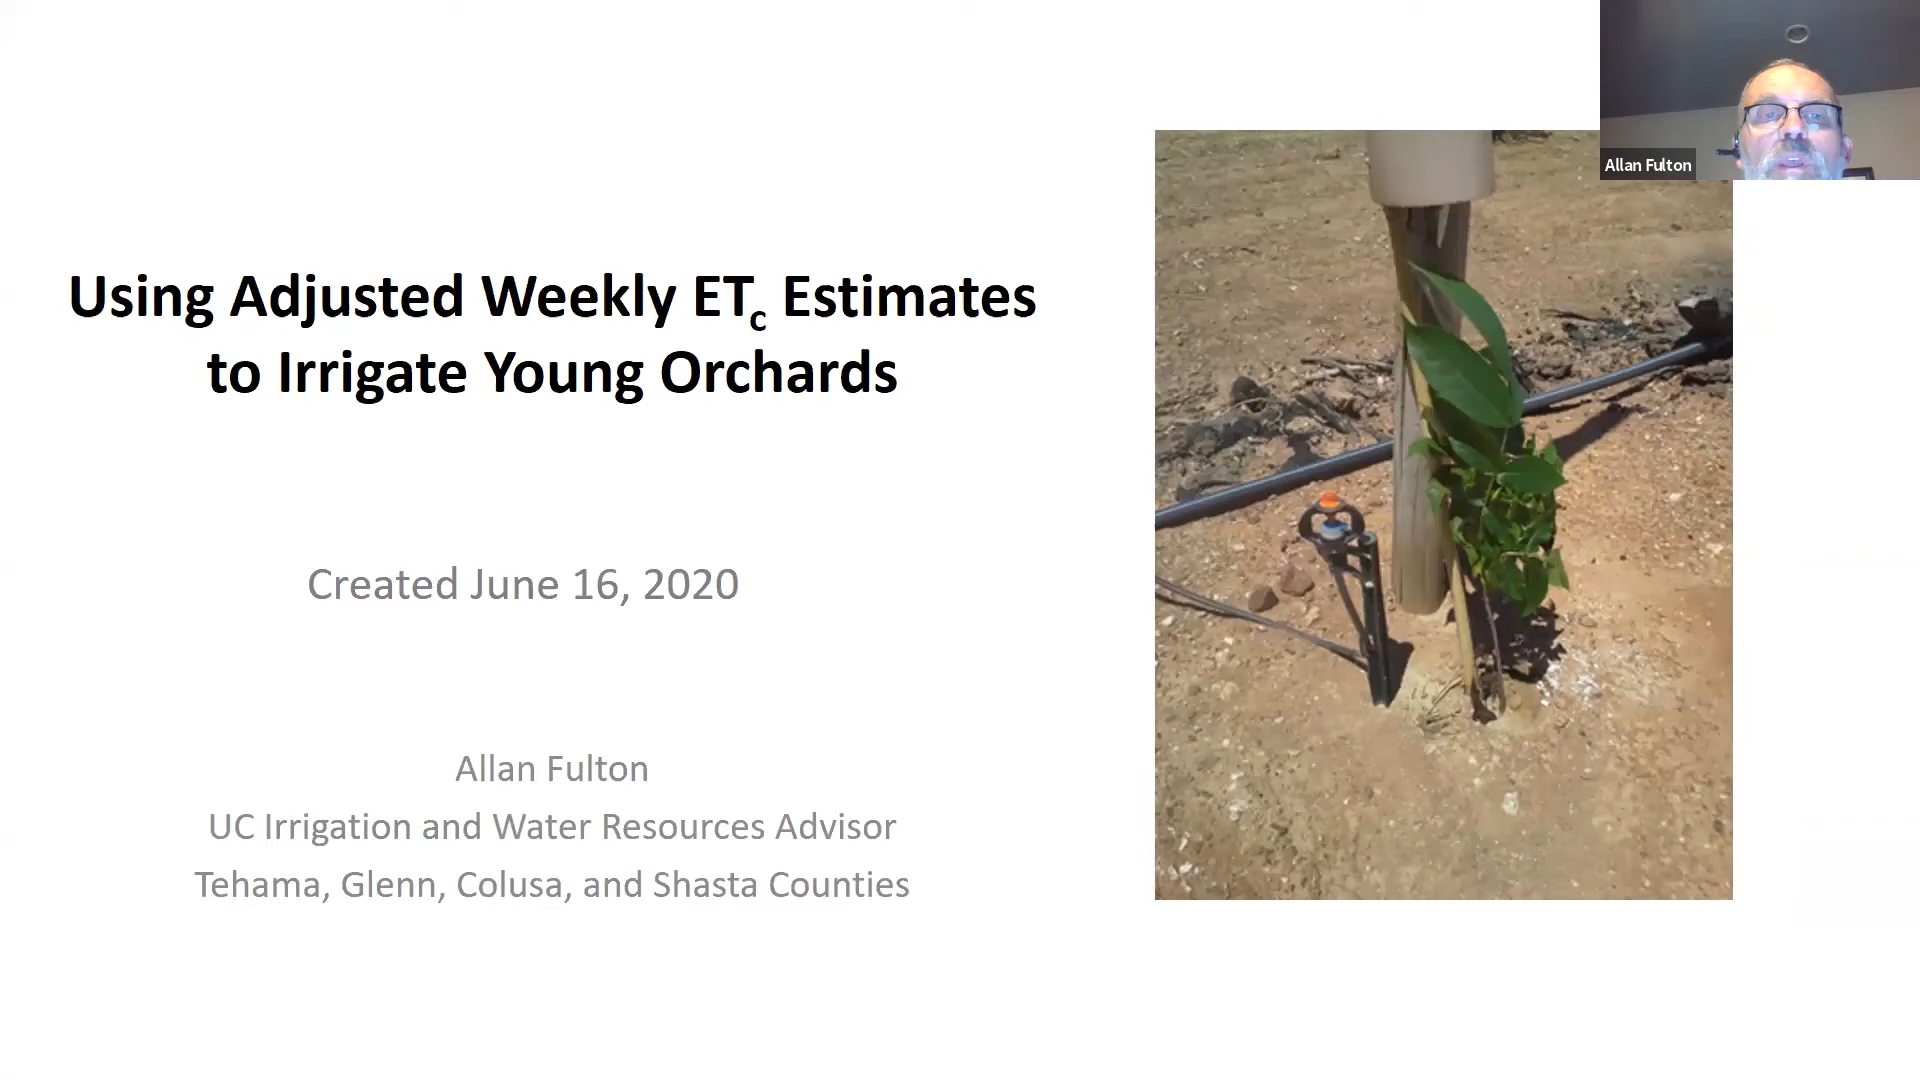 Using Adjusted Weekly ETc Estimates
to Irrigate Young Orchards
Created June 16, 2020
Allan Fulton
UC Irrigation and Water Resources Advisor
Tehama, Glenn, Colusa, and Shasta Counties
Allan Fulton